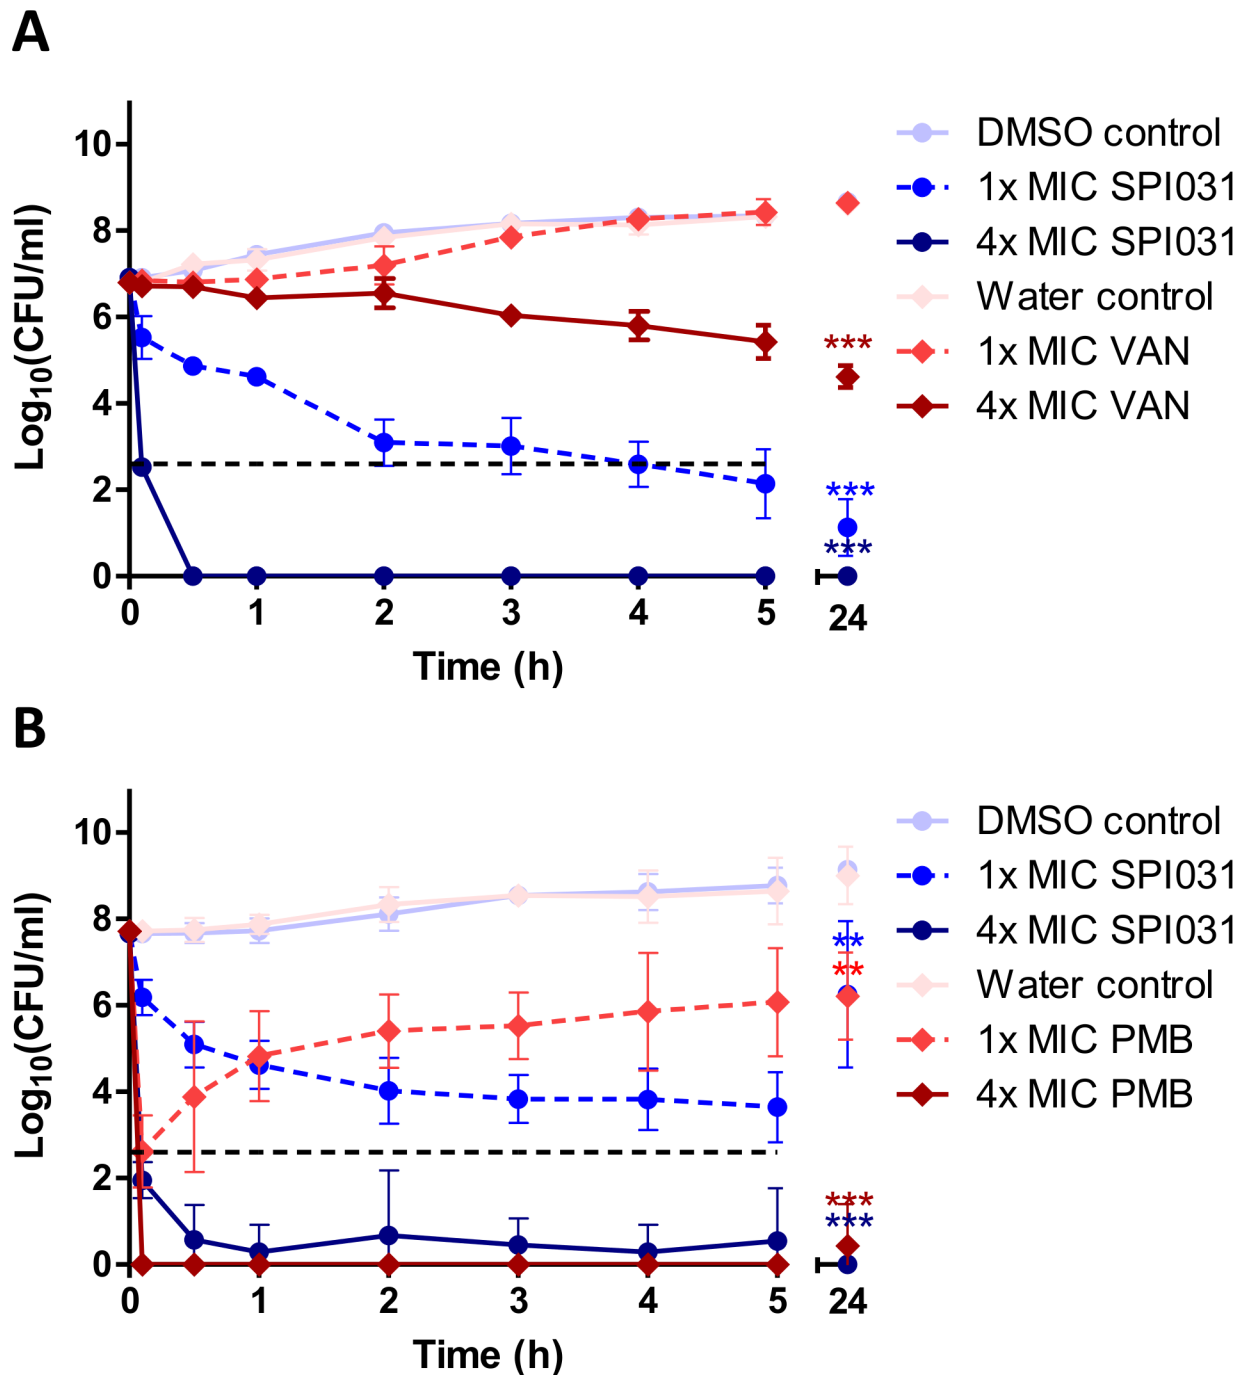 A
10
8
6
4
2
0
Log10(CFU/ml)
0 1 2 3 4 5 24
Time (h)
***
***
***
DMSO control
1x MIC SPI031
4x MIC SPI031
Water control
1x MIC VAN
4x MIC VAN
B
10
8
6
4
2
0
Log10(CFU/ml)
0 1 2 3 4 5 24
Time (h)
**
**
***
***
DMSO control
1x MIC SPI031
4x MIC SPI031
Water control
1x MIC PMB
4x MIC PMB